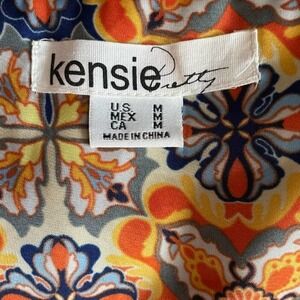 kensie Pretty
U.S. M
MEX M
CA M
MADE IN CHINA